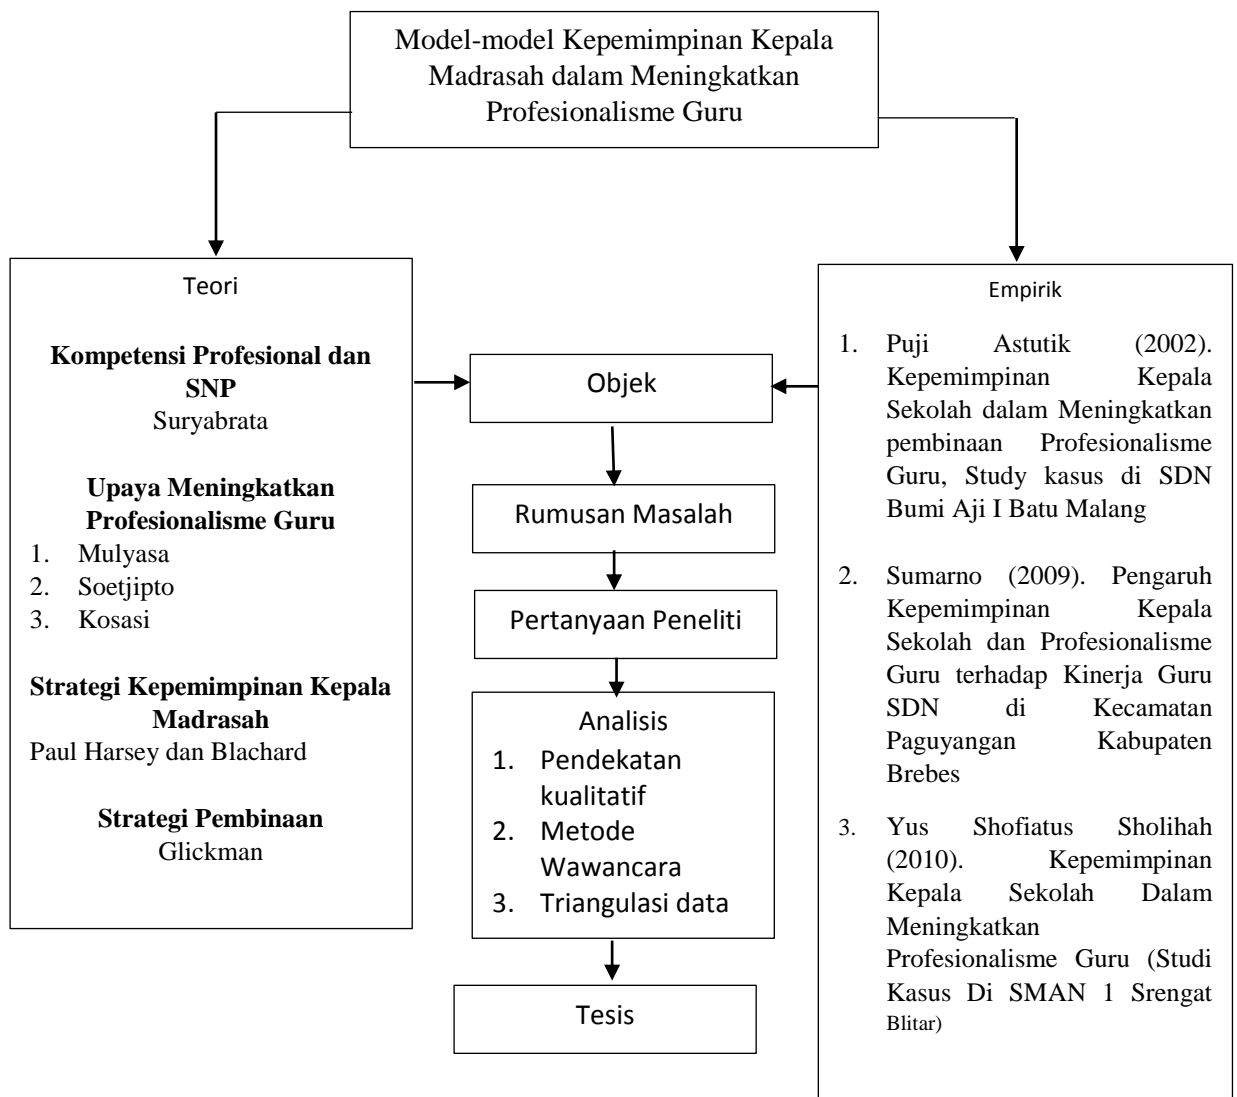 Model-model Kepemimpinan Kepala
Madrasah dalam Meningkatkan
Profesionalisme Guru
Teori
Kompetensi Profesional dan
SNP
Suryabrata
Upaya Meningkatkan
Profesionalisme Guru
1. Mulyasa
2. Soetjipto
3. Kosasi
Strategi Kepemimpinan Kepala
Madrasah
Paul Harsey dan Blachard
Strategi Pembinaan
Glickman
Objek
Rumusan Masalah
Pertanyaan Peneliti
Analisis
1. Pendekatan
kualitatif
2. Metode
Wawancara
3. Triangulasi data
Tesis
Empirik
1. Puji Astutik (2002).
Kepemimpinan Kepala
Sekolah dalam Meningkatkan
pembinaan Profesionalisme
Guru, Study kasus di SDN
Bumi Aji I Batu Malang
2. Sumarno (2009). Pengaruh
Kepemimpinan Kepala
Sekolah dan Profesionalisme
Guru terhadap Kinerja Guru
SDN di Kecamatan
Paguyangan Kabupaten
Brebes
3. Yus Shofiatus Sholihah
(2010). Kepemimpinan
Kepala Sekolah Dalam
Meningkatkan
Profesionalisme Guru (Studi
Kasus Di SMAN 1 Srengat
Blitar)